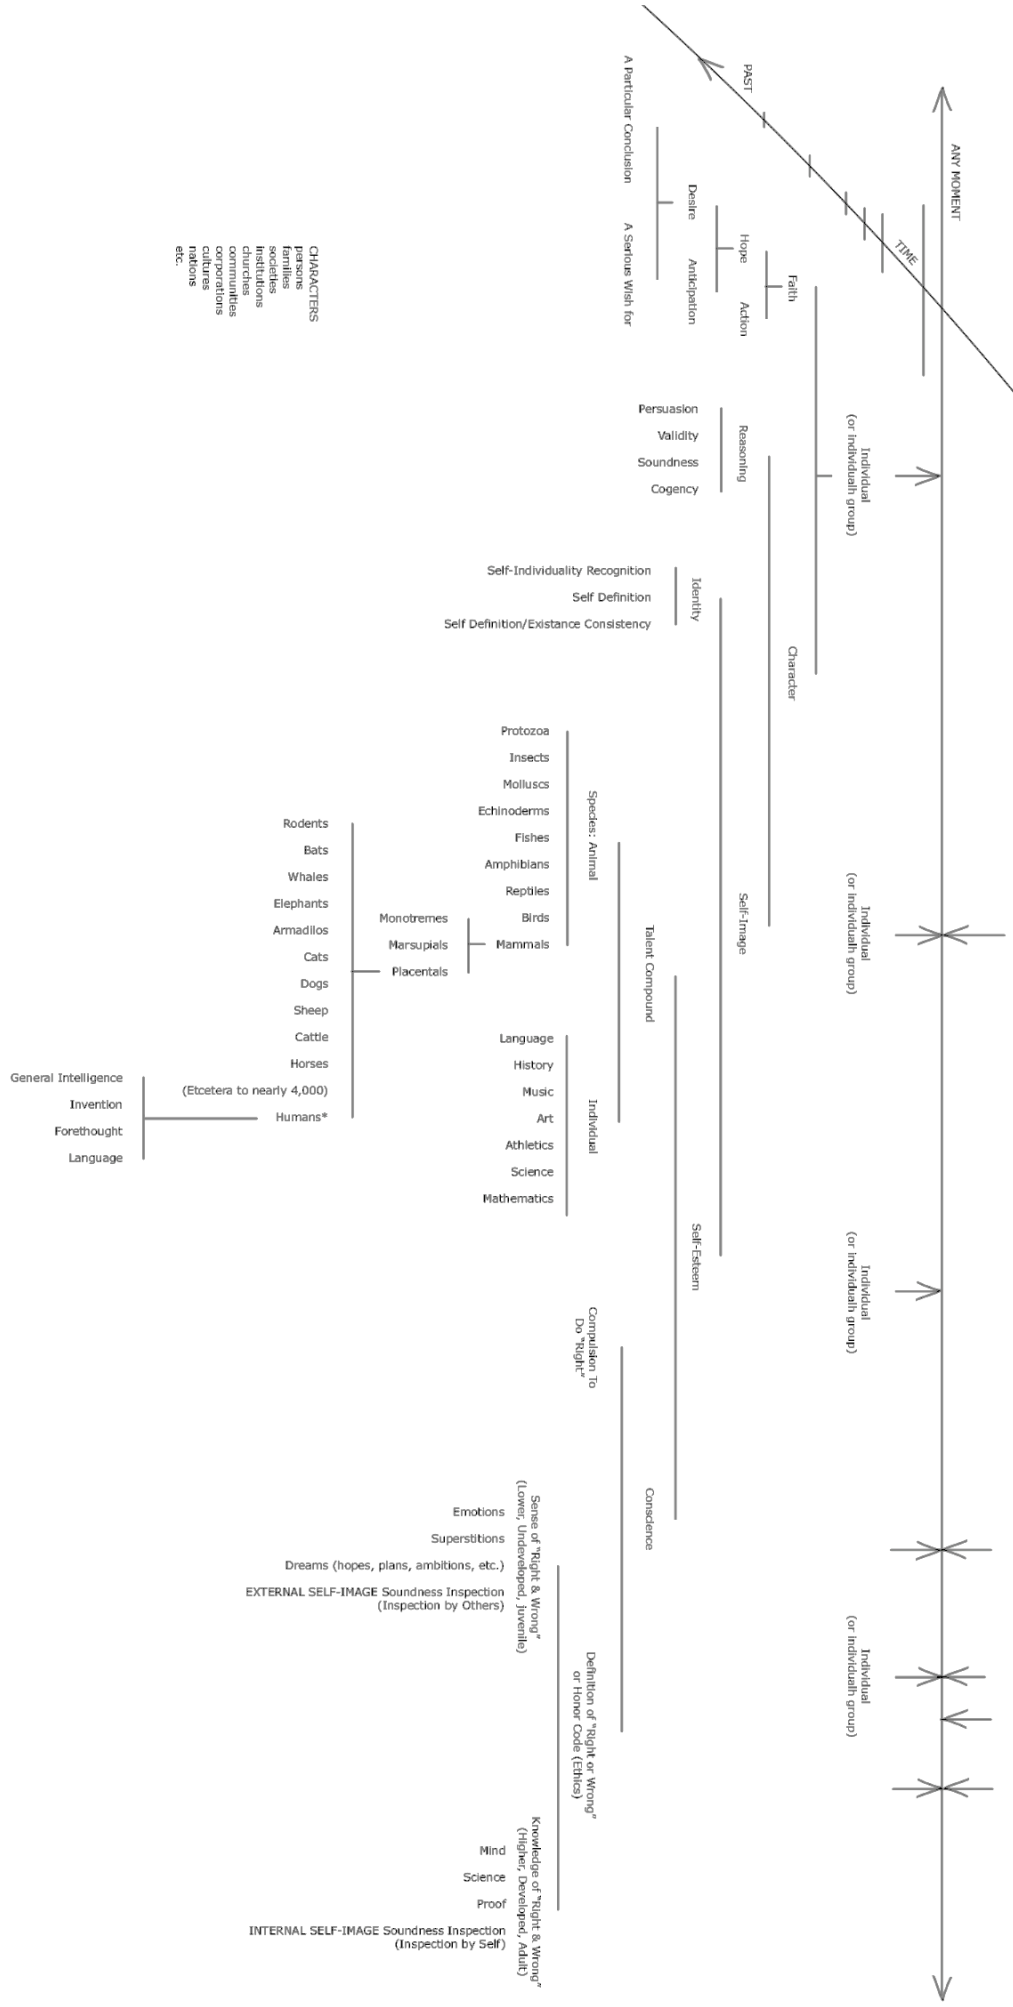 PAST
ANY MOMENT
TIME
A Particular Conclusion
A Serious Wish for
Desire
Anticipation
Hope
Action
Faith
CHARACTERS
persons
families
societies
institutions
churches
communities
corporations
cultures
nations
etc.
Individual
(or individualh group)
Persuasion
Validity
Soundness
Cogency
Reasoning
Self-Individuality Recognition
Self Definition
Self Definition/Existance Consistency
Identity
Character
Protozoa
Insects
Molluscs
Echinoderms
Fishes
Amphibians
Reptiles
Birds
Mammals
Species: Animal
Monotremes
Marsupials
Placentals
Rodents
Bats
Whales
Elephants
Armadilos
Cats
Dogs
Sheep
Cattle
Horses
(Etcetera to nearly 4,000)
Humans*
General Intelligence
Invention
Forethought
Language
Talent Compound
Self-Image
Individual
(or individualh group)
Language
History
Music
Art
Athletics
Science
Mathematics
Individual
Self-Esteem
Individual
(or individualh group)
Compulsion To
Do "Right"
Conscience
Emotions
Superstitions
Dreams (hopes, plans, ambitions, etc.)
EXTERNAL SELF-IMAGE Soundness Inspection
(Inspection by Others)
Sense of "Right & Wrong"
(Lower, Undeveloped, juvenile)
Definition of "Right or Wrong"
or Honor Code (Ethics)
Individual
(or individualh group)
Mind
Science
Proof
INTERNAL SELF-IMAGE Soundness Inspection
(Inspection by Self)
Knowledge of "Right & Wrong"
(Higher, Developed, Adult)